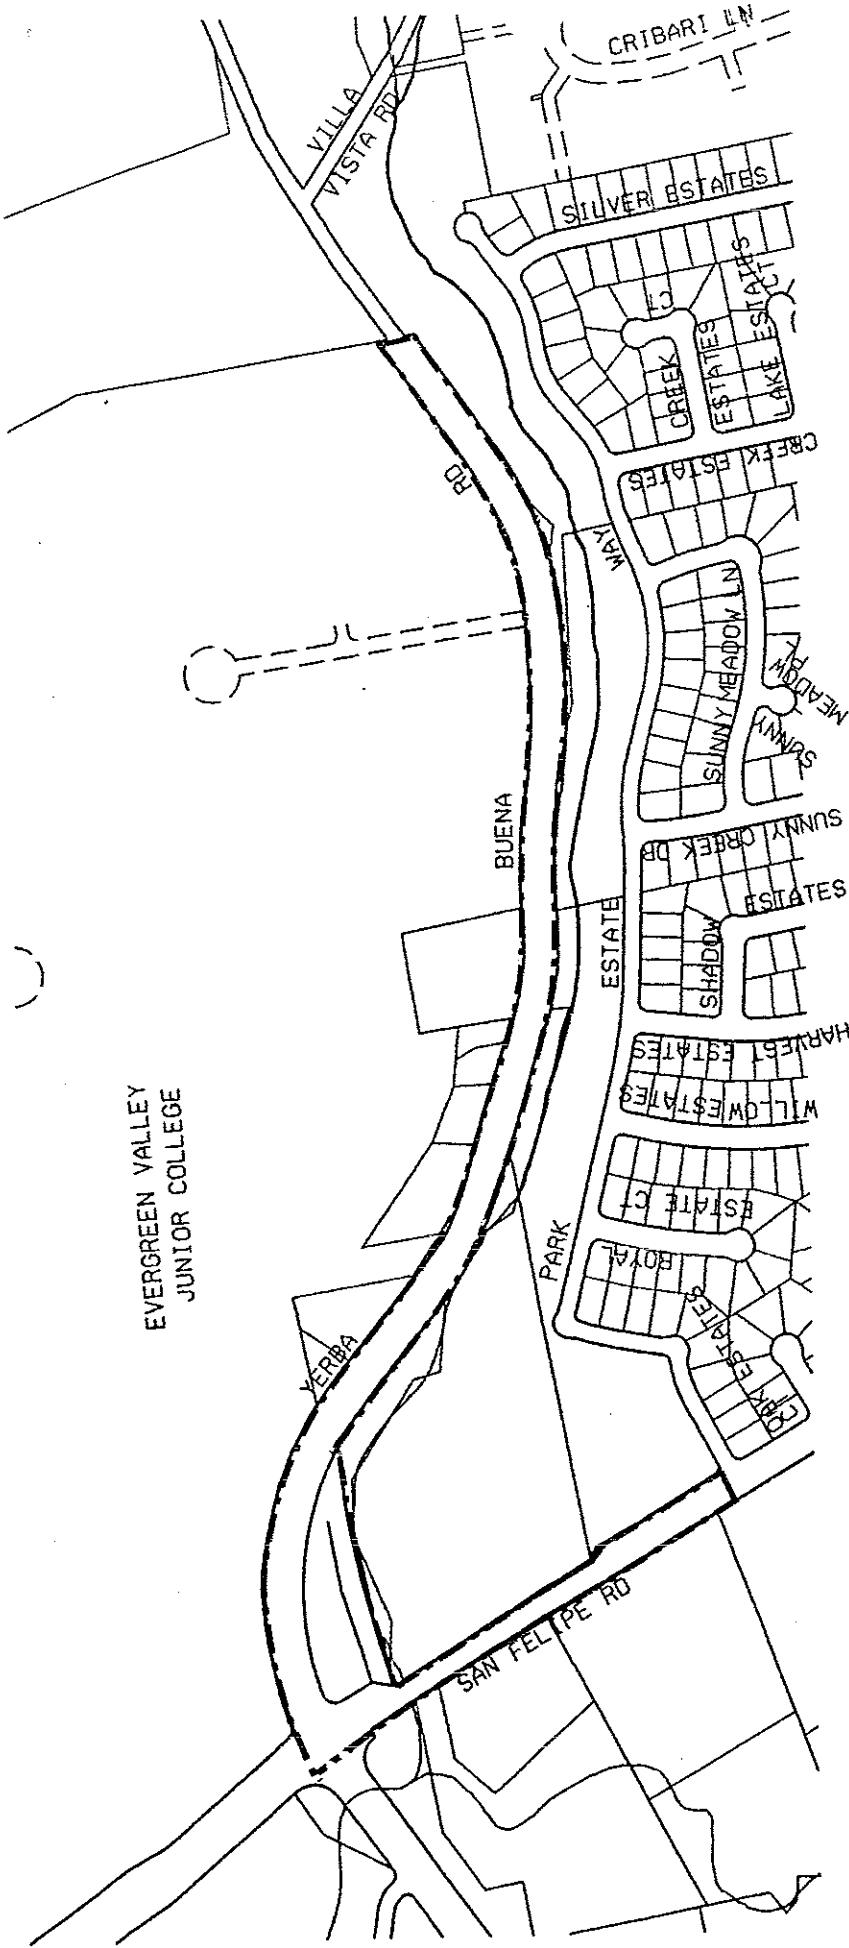 CRIBARI LN
VILLA
VISTA RD
SILVER ESTATES
CT
CREEK
ESTATES
LAKE ESTATES
CT
CREEK ESTATES
RD
WAY
SUNNY MEADOW LN
SUNNY
MEADOW
BUENA
SUNNY CREEK DR
ESTATE
SHADOW
ESTATES
HARVEST ESTATES
WILLOW ESTATES
EVERGREEN VALLEY
JUNIOR COLLEGE
ESTATE CT
ROYAL
PARK
YERBA
OAK ESTATES
SAN FELIPE RD